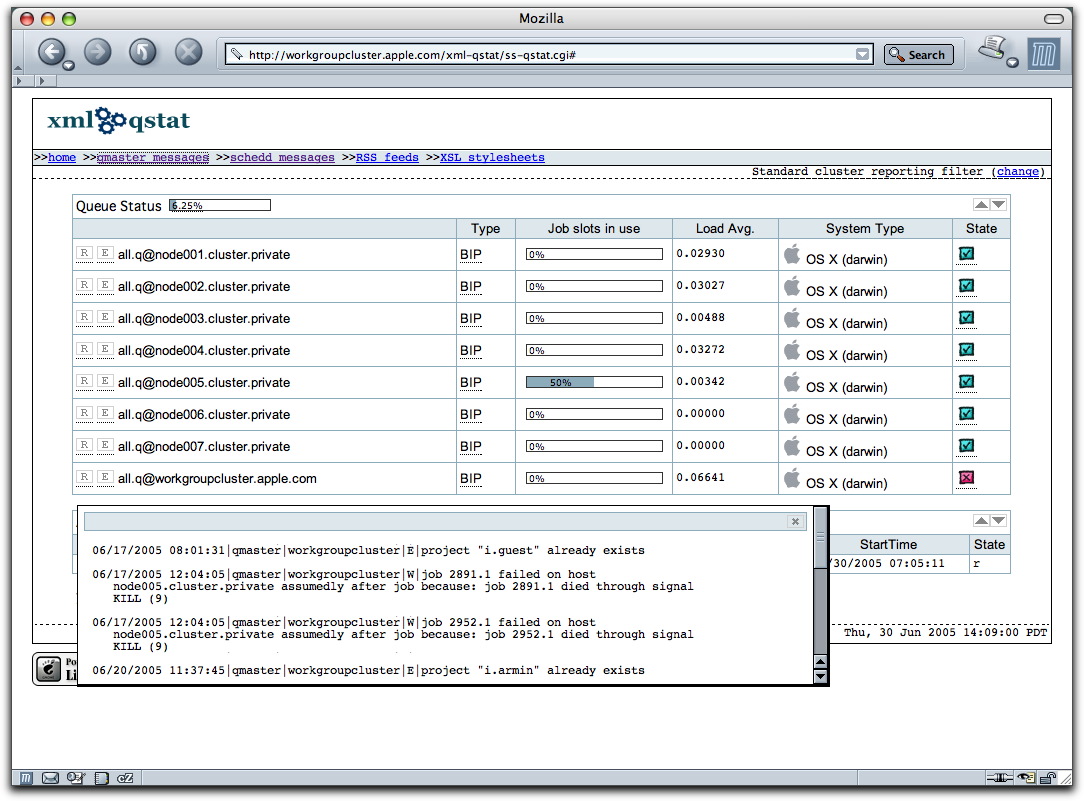 Mozilla
http://workgroupcluster.apple.com/xml-qstat/ss-qstat.cgi#
Search
xml qstat
>>home >>qmaster messages >>schedd messages >>RSS feeds >>XSL stylesheets
Standard cluster reporting filter (change)
Queue Status 6.25%
Type Job slots in use Load Avg. System Type State
R E all.q@node001.cluster.private BIP 0% 0.02930 OS X (darwin)
R E all.q@node002.cluster.private BIP 0% 0.03027 OS X (darwin)
R E all.q@node003.cluster.private BIP 0% 0.00488 OS X (darwin)
R E all.q@node004.cluster.private BIP 0% 0.03272 OS X (darwin)
R E all.q@node005.cluster.private BIP 50% 0.00342 OS X (darwin)
R E all.q@node006.cluster.private BIP 0% 0.00000 OS X (darwin)
R E all.q@node007.cluster.private BIP 0% 0.00000 OS X (darwin)
R E all.q@workgroupcluster.apple.com BIP 0% 0.06641 OS X (darwin)
StartTime State
/30/2005 07:05:11 r
06/17/2005 08:01:31|qmaster|workgroupcluster|E|project "i.guest" already exists
06/17/2005 12:04:05|qmaster|workgroupcluster|W|job 2891.1 failed on host
node005.cluster.private assumedly after job because: job 2891.1 died through signal
KILL (9)
06/17/2005 12:04:05|qmaster|workgroupcluster|W|job 2952.1 failed on host
node005.cluster.private assumedly after job because: job 2952.1 died through signal
KILL (9)
06/20/2005 11:37:45|qmaster|workgroupcluster|E|project "i.armin" already exists
Thu, 30 Jun 2005 14:09:00 PDT
Po
Li
cZ